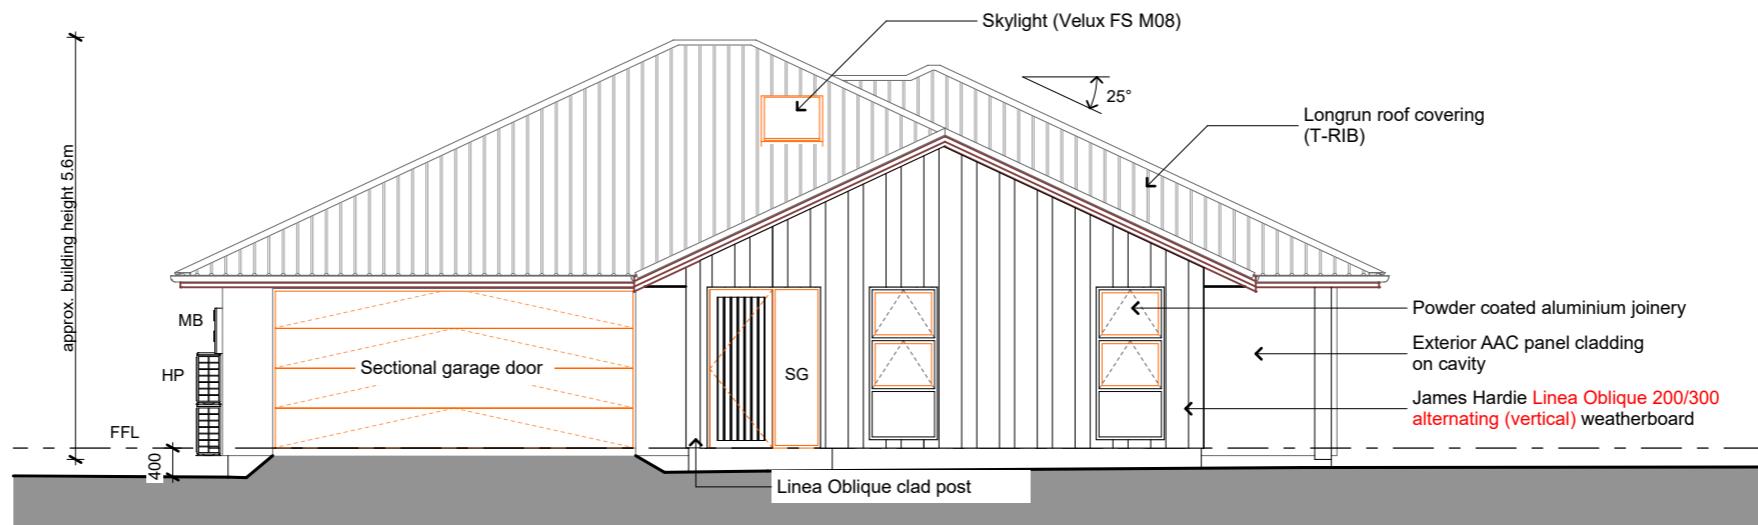 Skylight (Velux FS M08)
25°
Longrun roof covering
(T-RIB)
approx. building height 5.6m
MB
HP
Sectional garage door
SG
Powder coated aluminium joinery
Exterior AAC panel cladding
on cavity
James Hardie Linea Oblique 200/300
alternating (vertical) weatherboard
FFL
400
Linea Oblique clad post